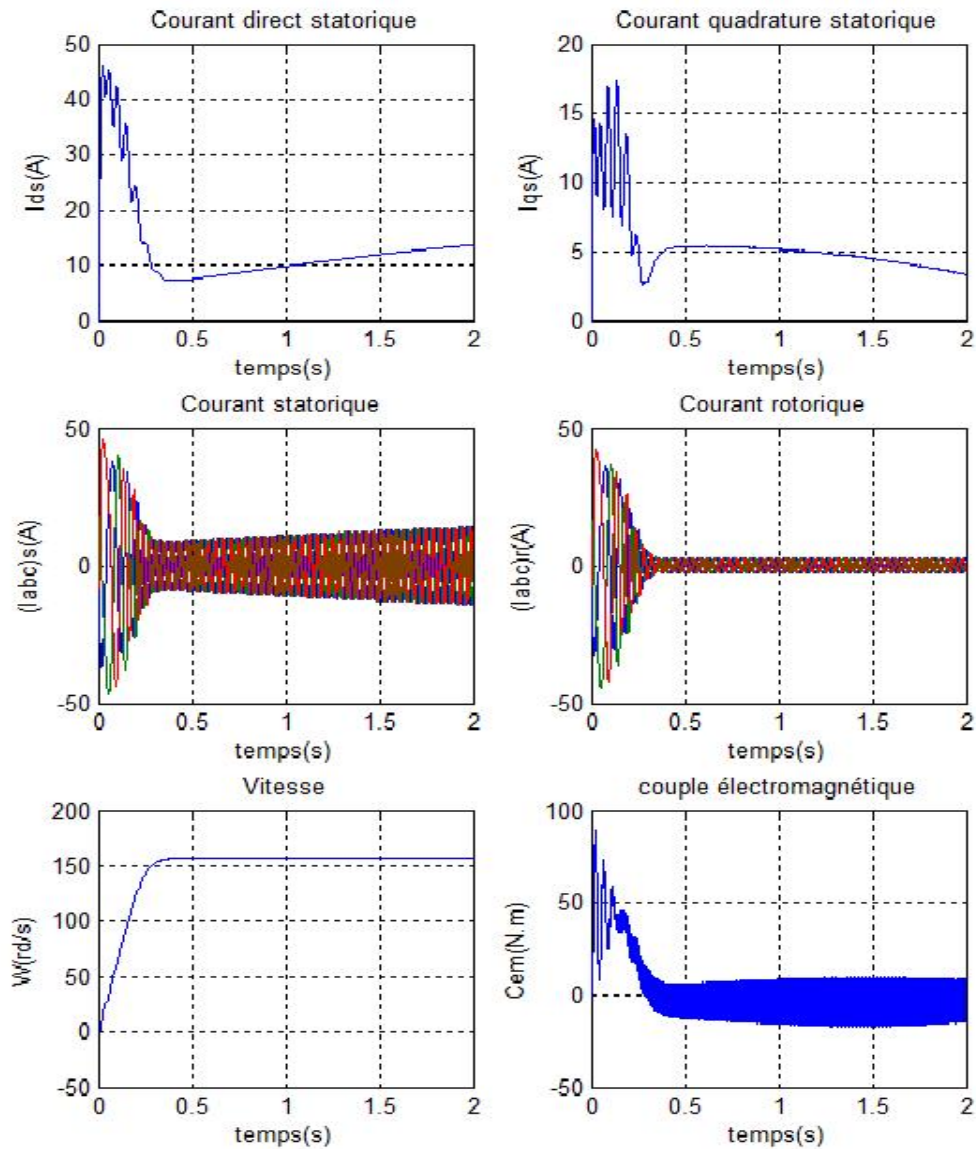 Courant direct statorique
Ids(A)
50
40
30
20
10
0
0 0.5 1 1.5 2
temps(s)
Courant quadrature statorique
Iqs(A)
20
15
10
5
0
0 0.5 1 1.5 2
temps(s)
Courant statorique
(Iabc)s(A)
50
0
-50
0 0.5 1 1.5 2
temps(s)
Courant rotorique
(Iabc)r(A)
50
0
-50
0 0.5 1 1.5 2
temps(s)
Vitesse
W(rd/s)
200
150
100
50
0
-50
0 0.5 1 1.5 2
temps(s)
couple électromagnétique
Cem(N.m)
100
50
0
-50
0 0.5 1 1.5 2
temps(s)